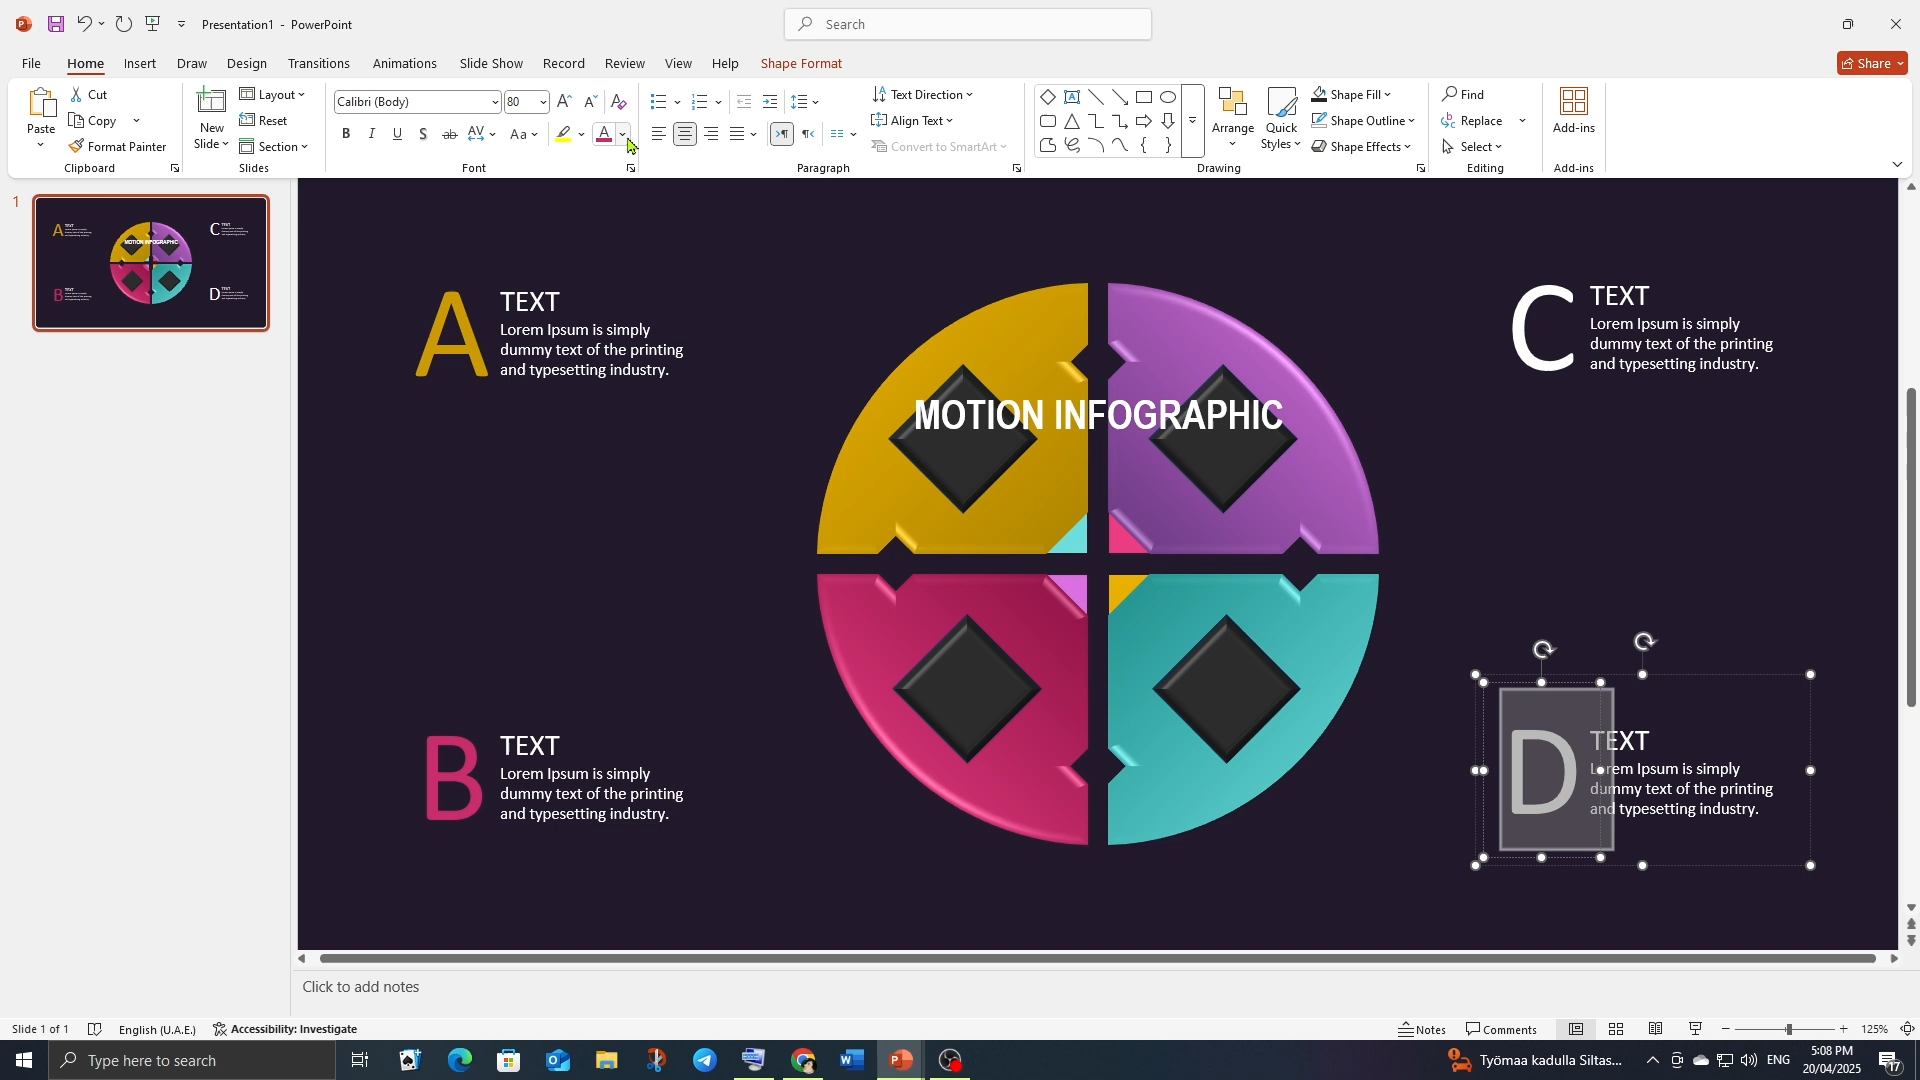 Presentation1 - PowerPoint
Search
File Home Insert Draw Design Transitions Animations Slide Show Record Review View Help Shape Format
Share
Paste
Cut
Copy
Format Painter
Clipboard
New
Slide
Layout
Reset
Section
Slides
Calibri (Body)
80
Font
Paragraph
Text Direction
Align Text
Convert to SmartArt
Arrange
Quick
Styles
Shape Fill
Shape Outline
Shape Effects
Drawing
Find
Replace
Select
Editing
Add-ins
Add-ins
1
A
TEXT
Lorem Ipsum is simply
dummy text of the printing
and typesetting industry.
C
TEXT
Lorem Ipsum is simply
dummy text of the printing
and typesetting industry.
MOTION INFOGRAPHIC
B
TEXT
Lorem Ipsum is simply
dummy text of the printing
and typesetting industry.
D
TEXT
Lorem Ipsum is simply
dummy text of the printing
and typesetting industry.
Click to add notes
Slide 1 of 1
English (U.A.E.)
Accessibility: Investigate
Notes
Comments
125%
Type here to search
Työmaa kadulla Siltas...
ENG
5:08 PM
20/04/2025
17